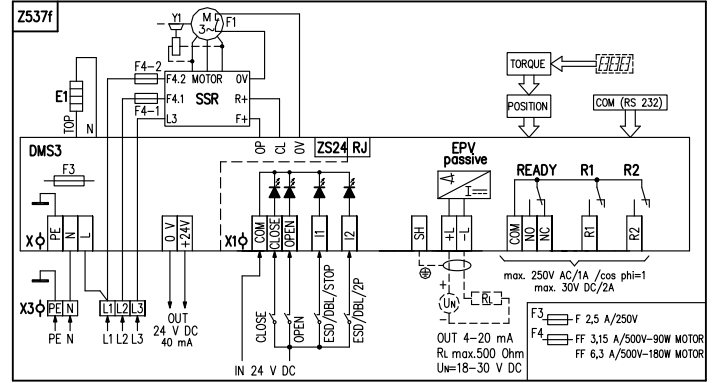 Z537f
Y1
M
3~
F1
F4-2
F4.2 MOTOR 0V
F4.1 SSR R+
L3 F+
F4-1
E1
TOP
N
OP
CL
0V
TORQUE
POSITION
COM (RS 232)
DMS3
ZS24 RJ
EPV
passive
READY R1 R2
F3
X
PE
N
L
0 V
+24V
X1
COM
CLOSE
OPEN
I1
I2
SH
+L
-L
COM
NO
NC
R1
R2
max. 250V AC/1A /cos phi=1
max. 30V DC/2A
X3
PE N
L1 L2 L3
PE N
L1 L2 L3
OUT
24 V DC
40 mA
CLOSE
OPEN
ESD/DBL/STOP
ESD/DBL/2P
IN 24 V DC
+
UN
-
RL
OUT 4-20 mA
RL max.500 Ohm
UN=18-30 V DC
F3 F 2,5 A/250V
F4 FF 3,15 A/500V-90W MOTOR
FF 6,3 A/500V-180W MOTOR